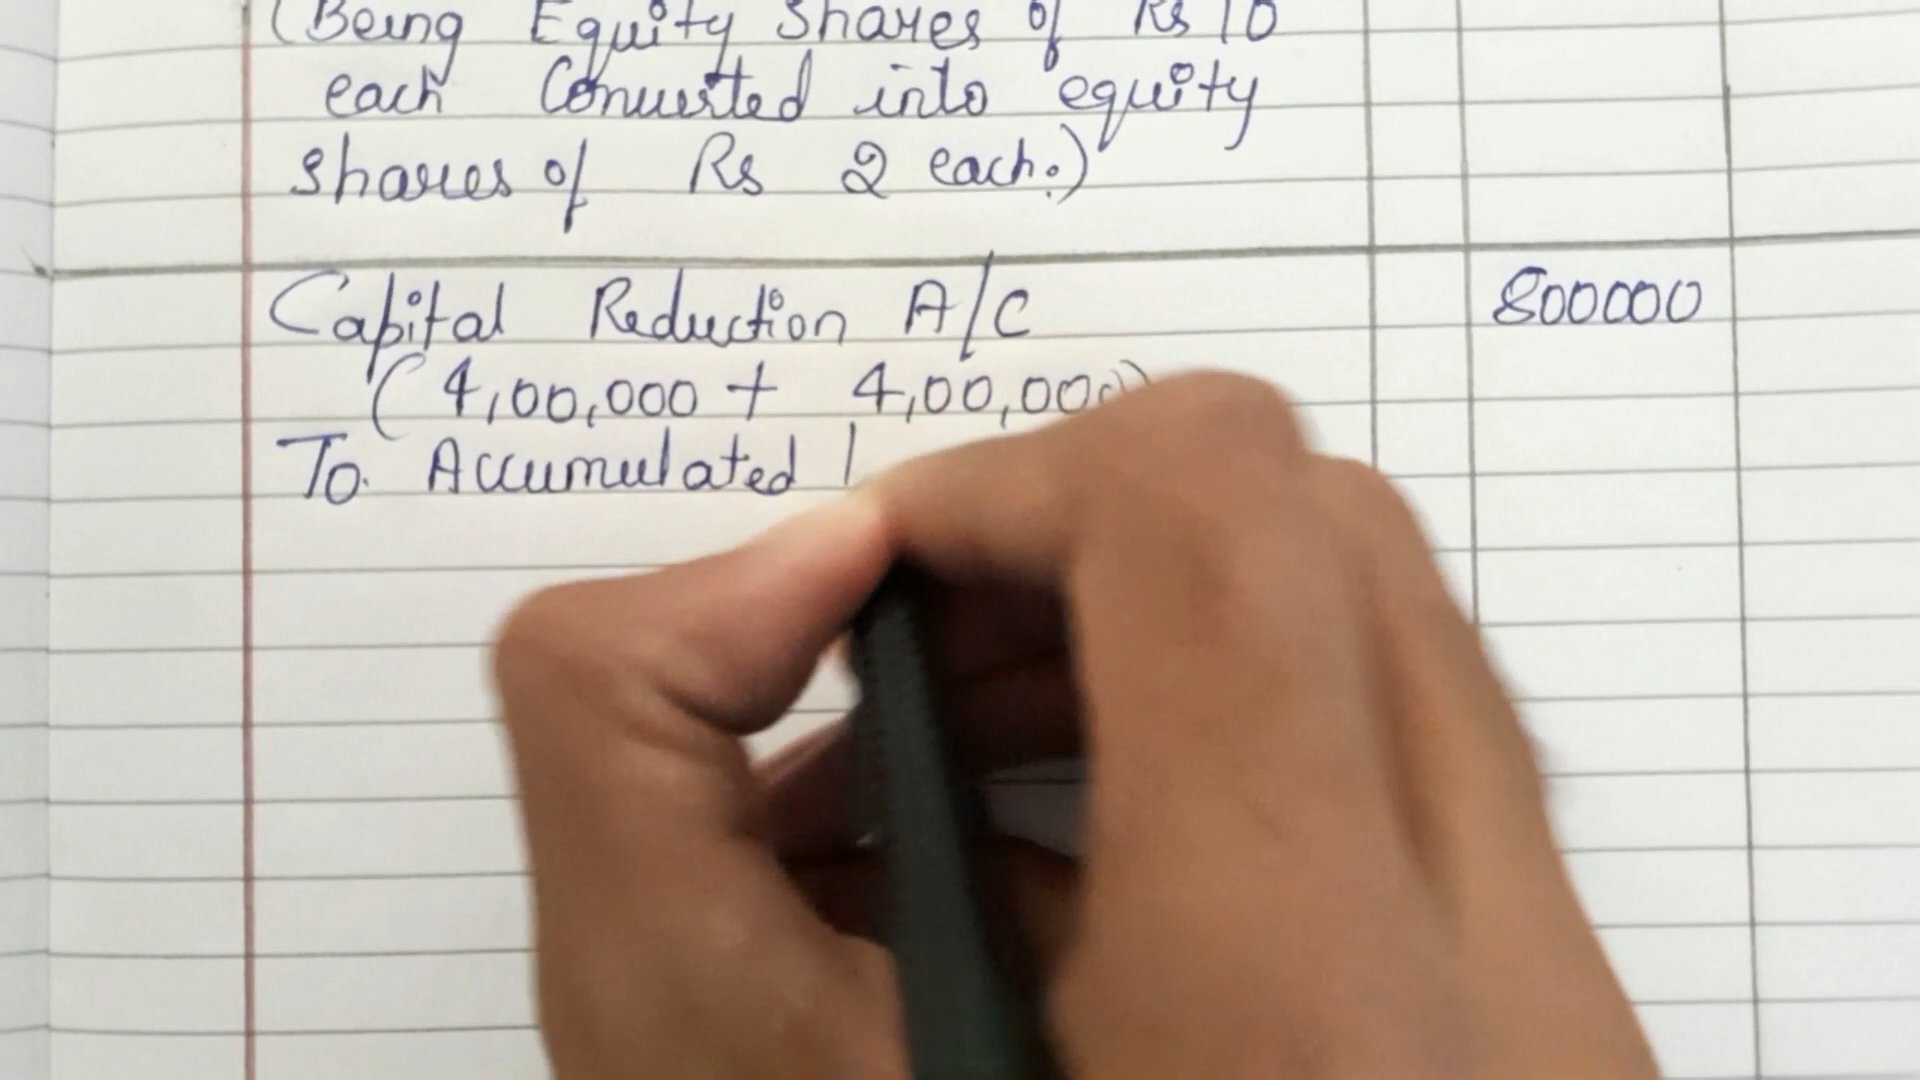 (Being Equity Shares of Rs 10
each Converted into equity
shares of Rs 2 each.)
Capital Reduction A/C 800000
(4,00,000 + 4,00,000)
To. Accumulated